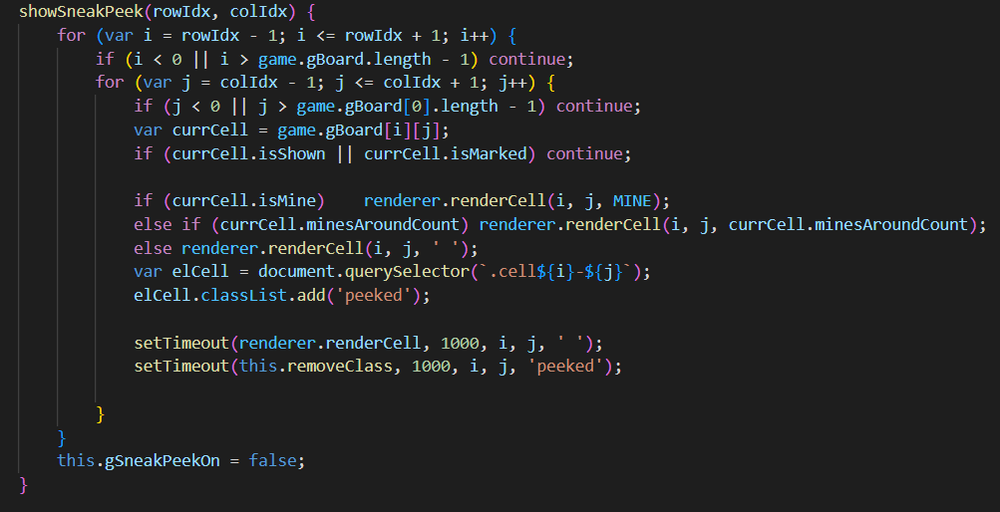 showSneakPeek(rowIdx, colIdx) {
    for (var i = rowIdx - 1; i <= rowIdx + 1; i++) {
        if (i < 0 || i > game.gBoard.length - 1) continue;
        for (var j = colIdx - 1; j <= colIdx + 1; j++) {
            if (j < 0 || j > game.gBoard[0].length - 1) continue;
            var currCell = game.gBoard[i][j];
            if (currCell.isShown || currCell.isMarked) continue;

            if (currCell.isMine)    renderer.renderCell(i, j, MINE);
            else if (currCell.minesAroundCount) renderer.renderCell(i, j, currCell.minesAroundCount);
            else renderer.renderCell(i, j, ' ');
            var elCell = document.querySelector(`.cell${i}-${j}`);
            elCell.classList.add('peeked');

            setTimeout(renderer.renderCell, 1000, i, j, ' ');
            setTimeout(this.removeClass, 1000, i, j, 'peeked');

        }
    }
    this.gSneakPeekOn = false;
}